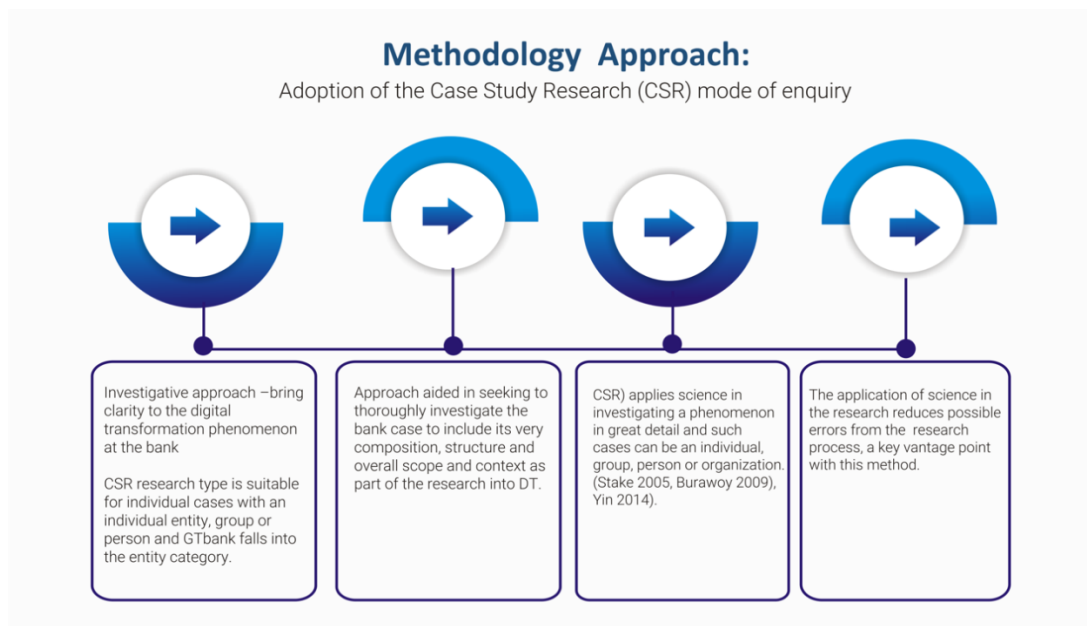 Methodology Approach:
Adoption of the Case Study Research (CSR) mode of enquiry
Investigative approach –bring
clarity to the digital
transformation phenomenon
at the bank
CSR research type is suitable
for individual cases with an
individual entity, group or
person and GTbank falls into
the entity category.
Approach aided in seeking to
thoroughly investigate the
bank case to include its very
composition, structure and
overall scope and context as
part of the research into DT.
CSR) applies science in
investigating a phenomenon
in great detail and such
cases can be an individual,
group, person or organization.
(Stake 2005, Burawoy 2009),
Yin 2014).
The application of science in
the research reduces possible
errors from the research
process, a key vantage point
with this method.